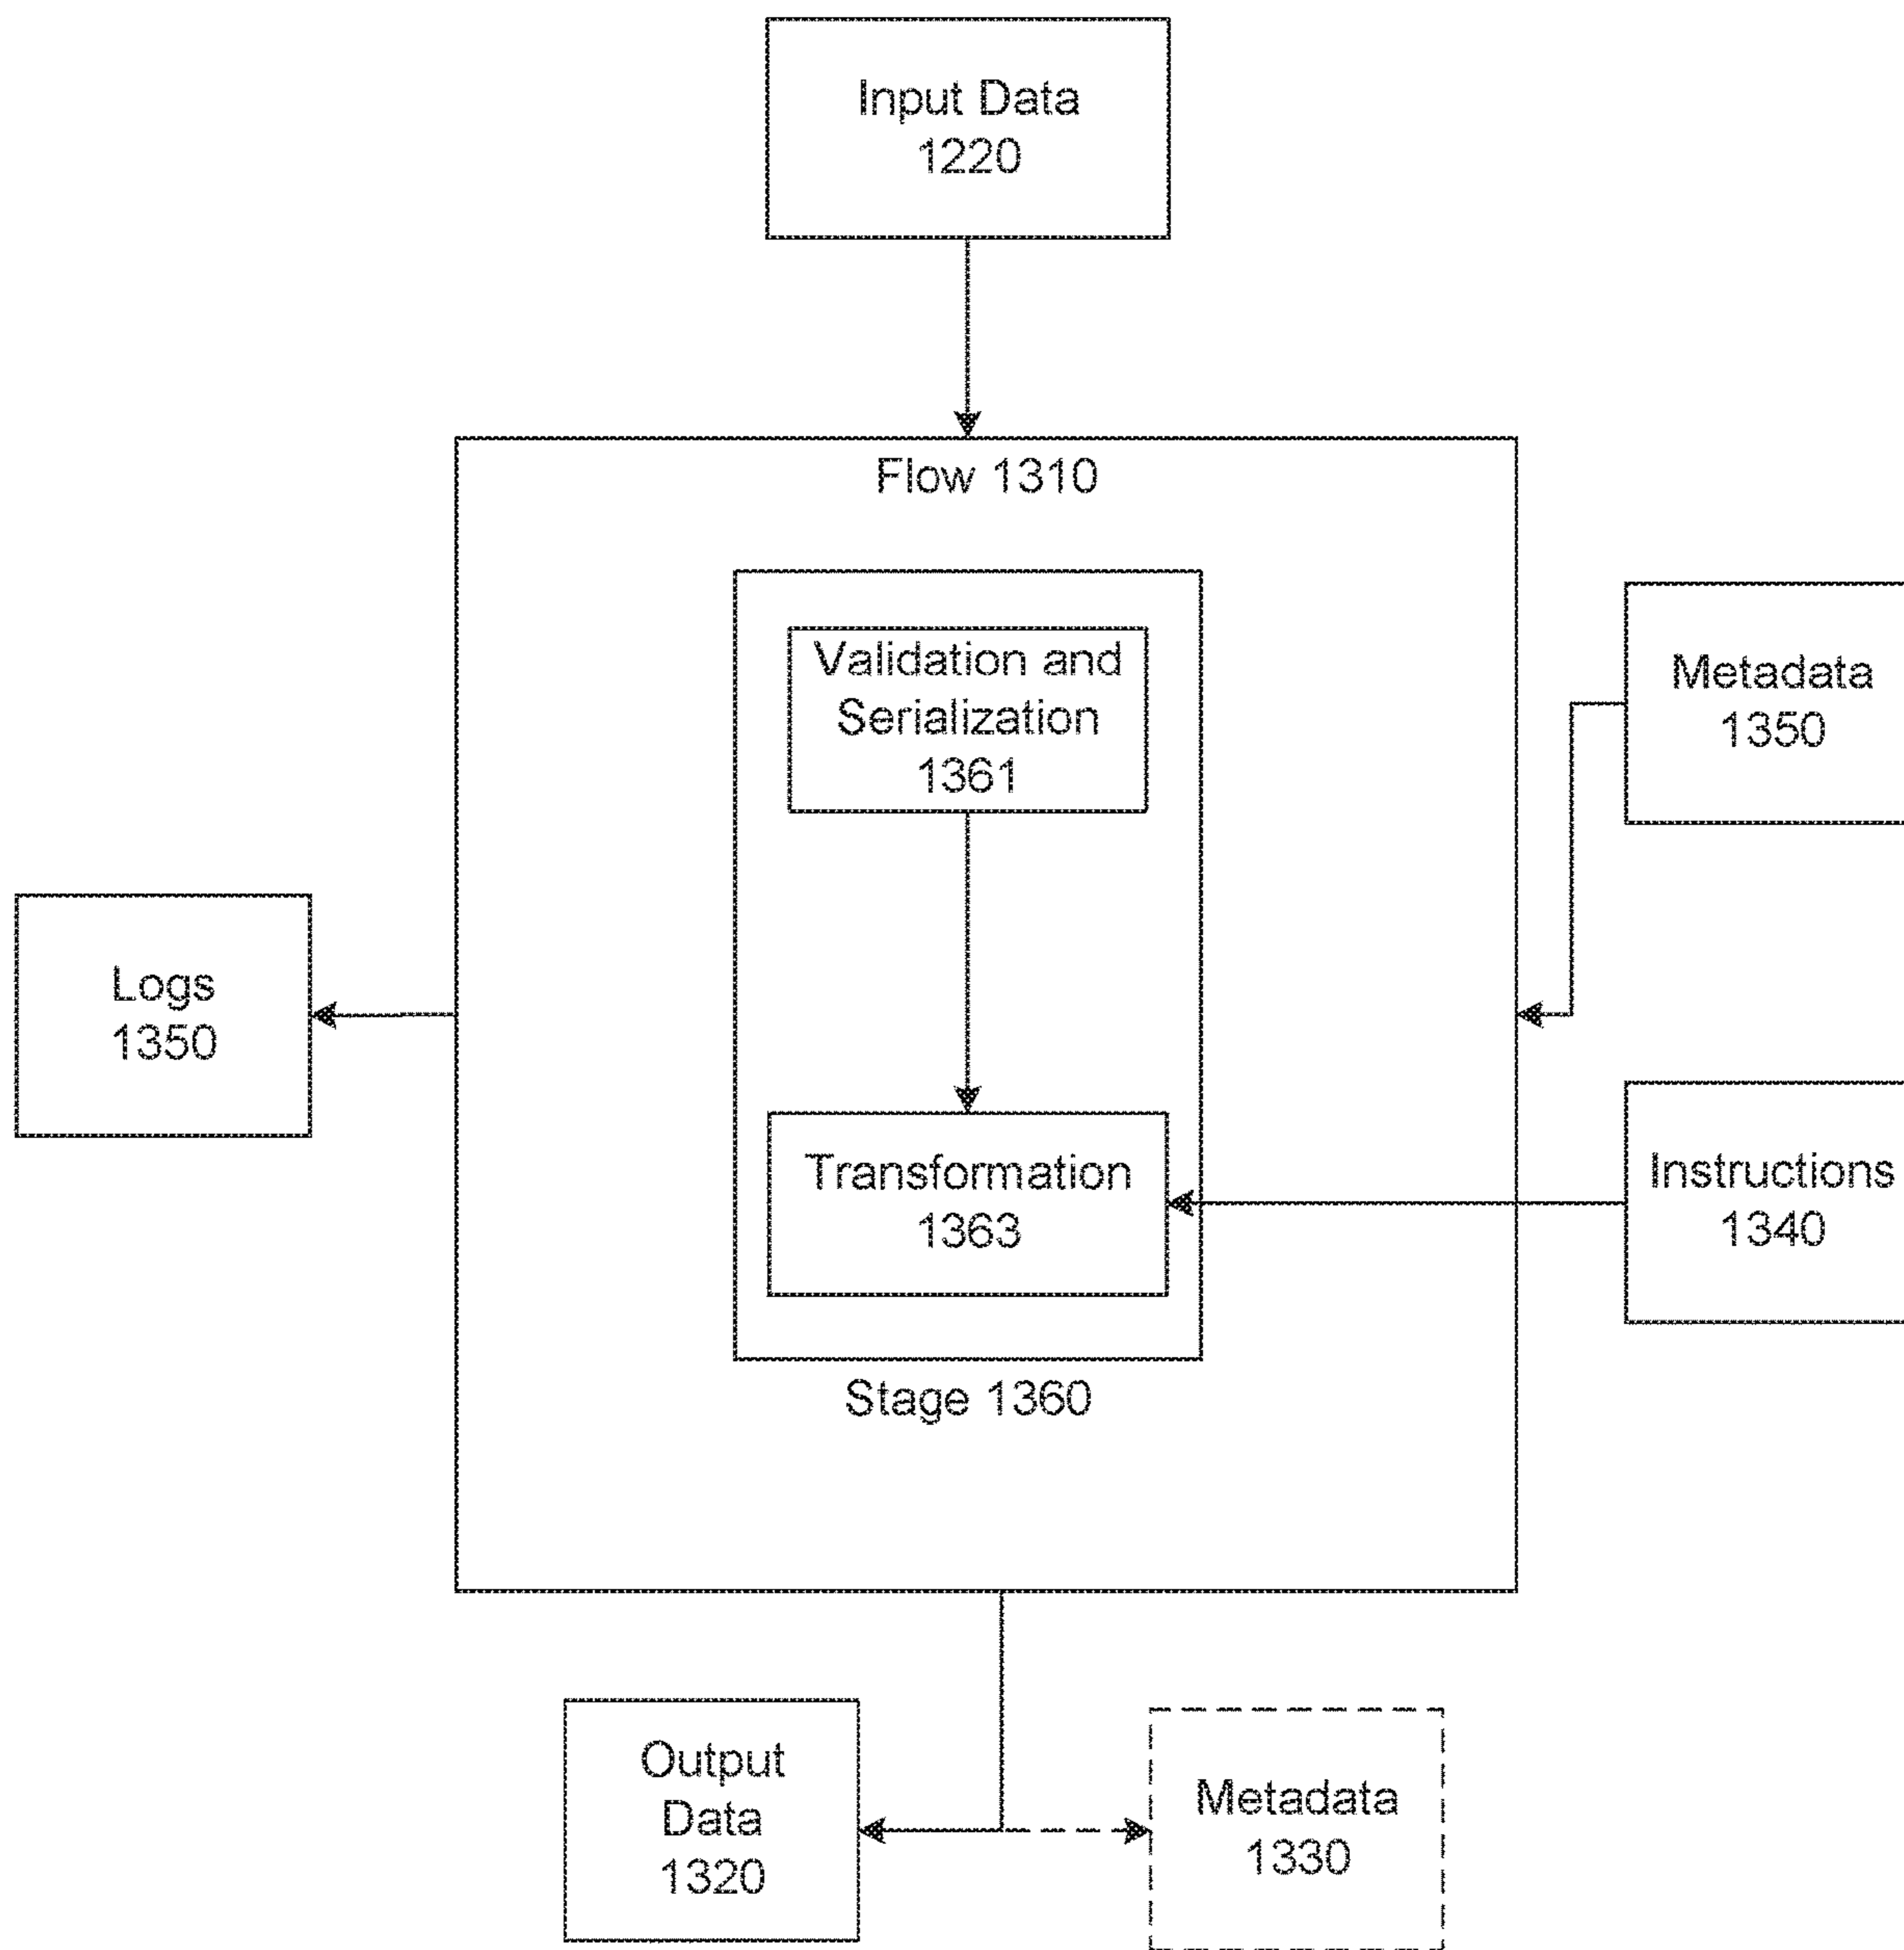 Input Data
1220
Flow 1310
Validation and
Serialization
1361
Metadata
1350
Logs
1350
Transformation
1363
Instructions
1340
Stage 1360
Output
Data
1320
Metadata
1330